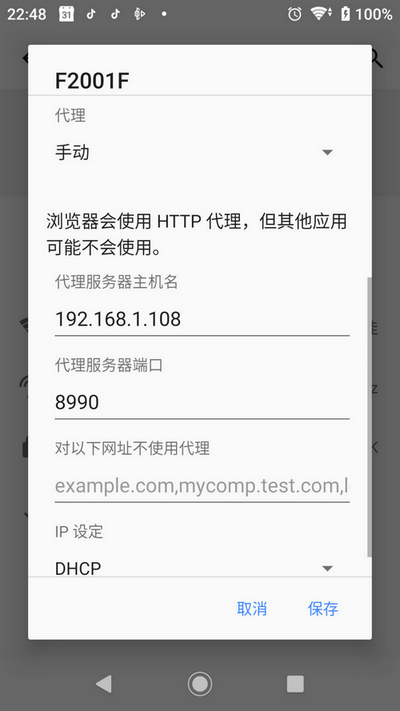 22:48
31
100%
F2001F
代理
手动
浏览器会使用 HTTP 代理，但其他应用
可能不会使用。
代理服务器主机名
192.168.1.108
代理服务器端口
8990
对以下网址不使用代理
example.com,mycomp.test.com,l
IP 设定
DHCP
取消
保存